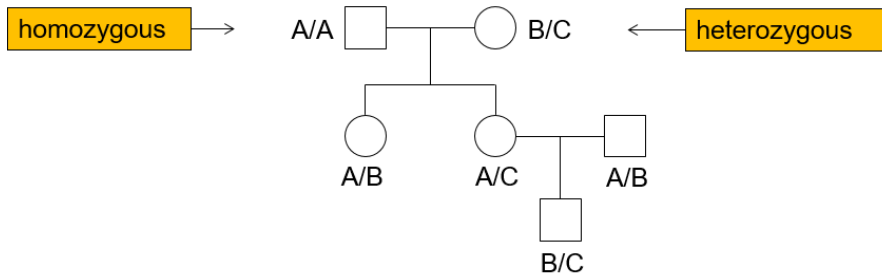 homozygous
A/A
B/C
heterozygous
A/B
A/C
A/B
B/C